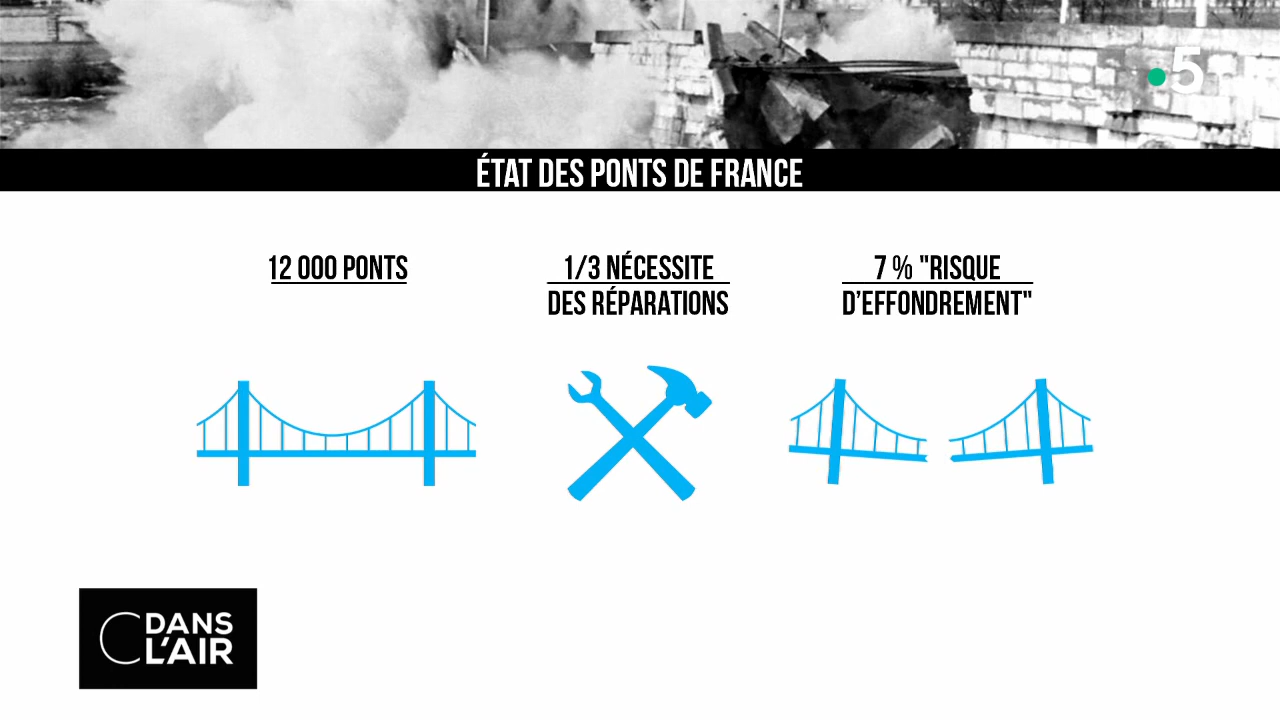 5
ÉTAT DES PONTS DE FRANCE
12 000 PONTS
1/3 NÉCESSITE
DES RÉPARATIONS
7 % "RISQUE
D’EFFONDREMENT"
C DANS
L’AIR